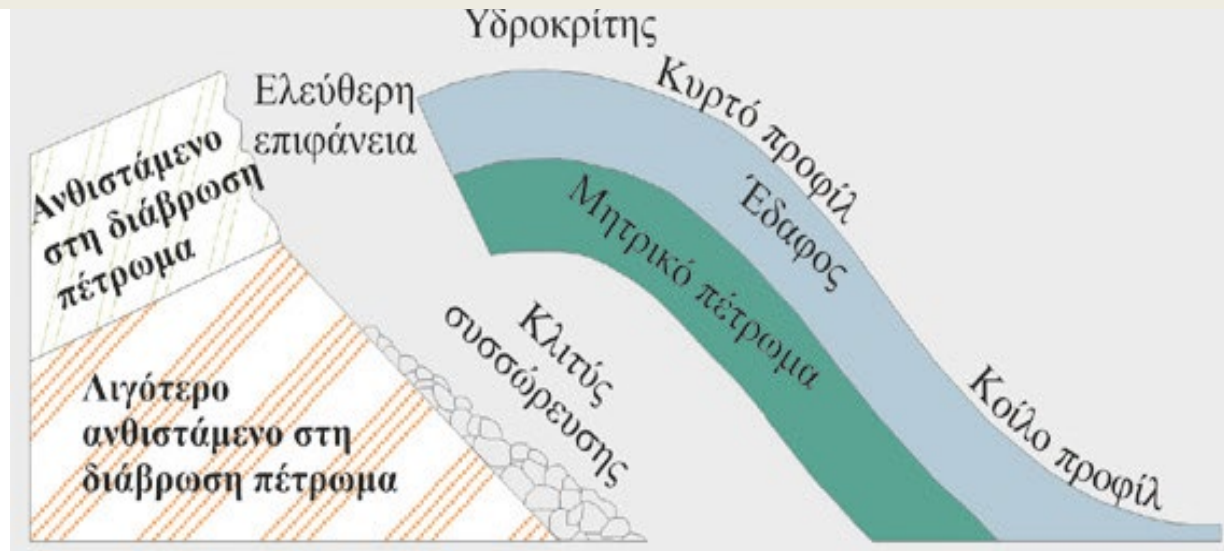 Υδροκρίτης
Ελεύθερη
επιφάνεια
Ανθιστάμενο
στη διάβρωση
πέτρωμα
Λιγότερο
ανθιστάμενο στη
διάβρωση πέτρωμα
Κλιτύς
συσσώρευσης
Κυρτό προφίλ
Έδαφος
Μητρικό πέτρωμα
Κοίλο προφίλ